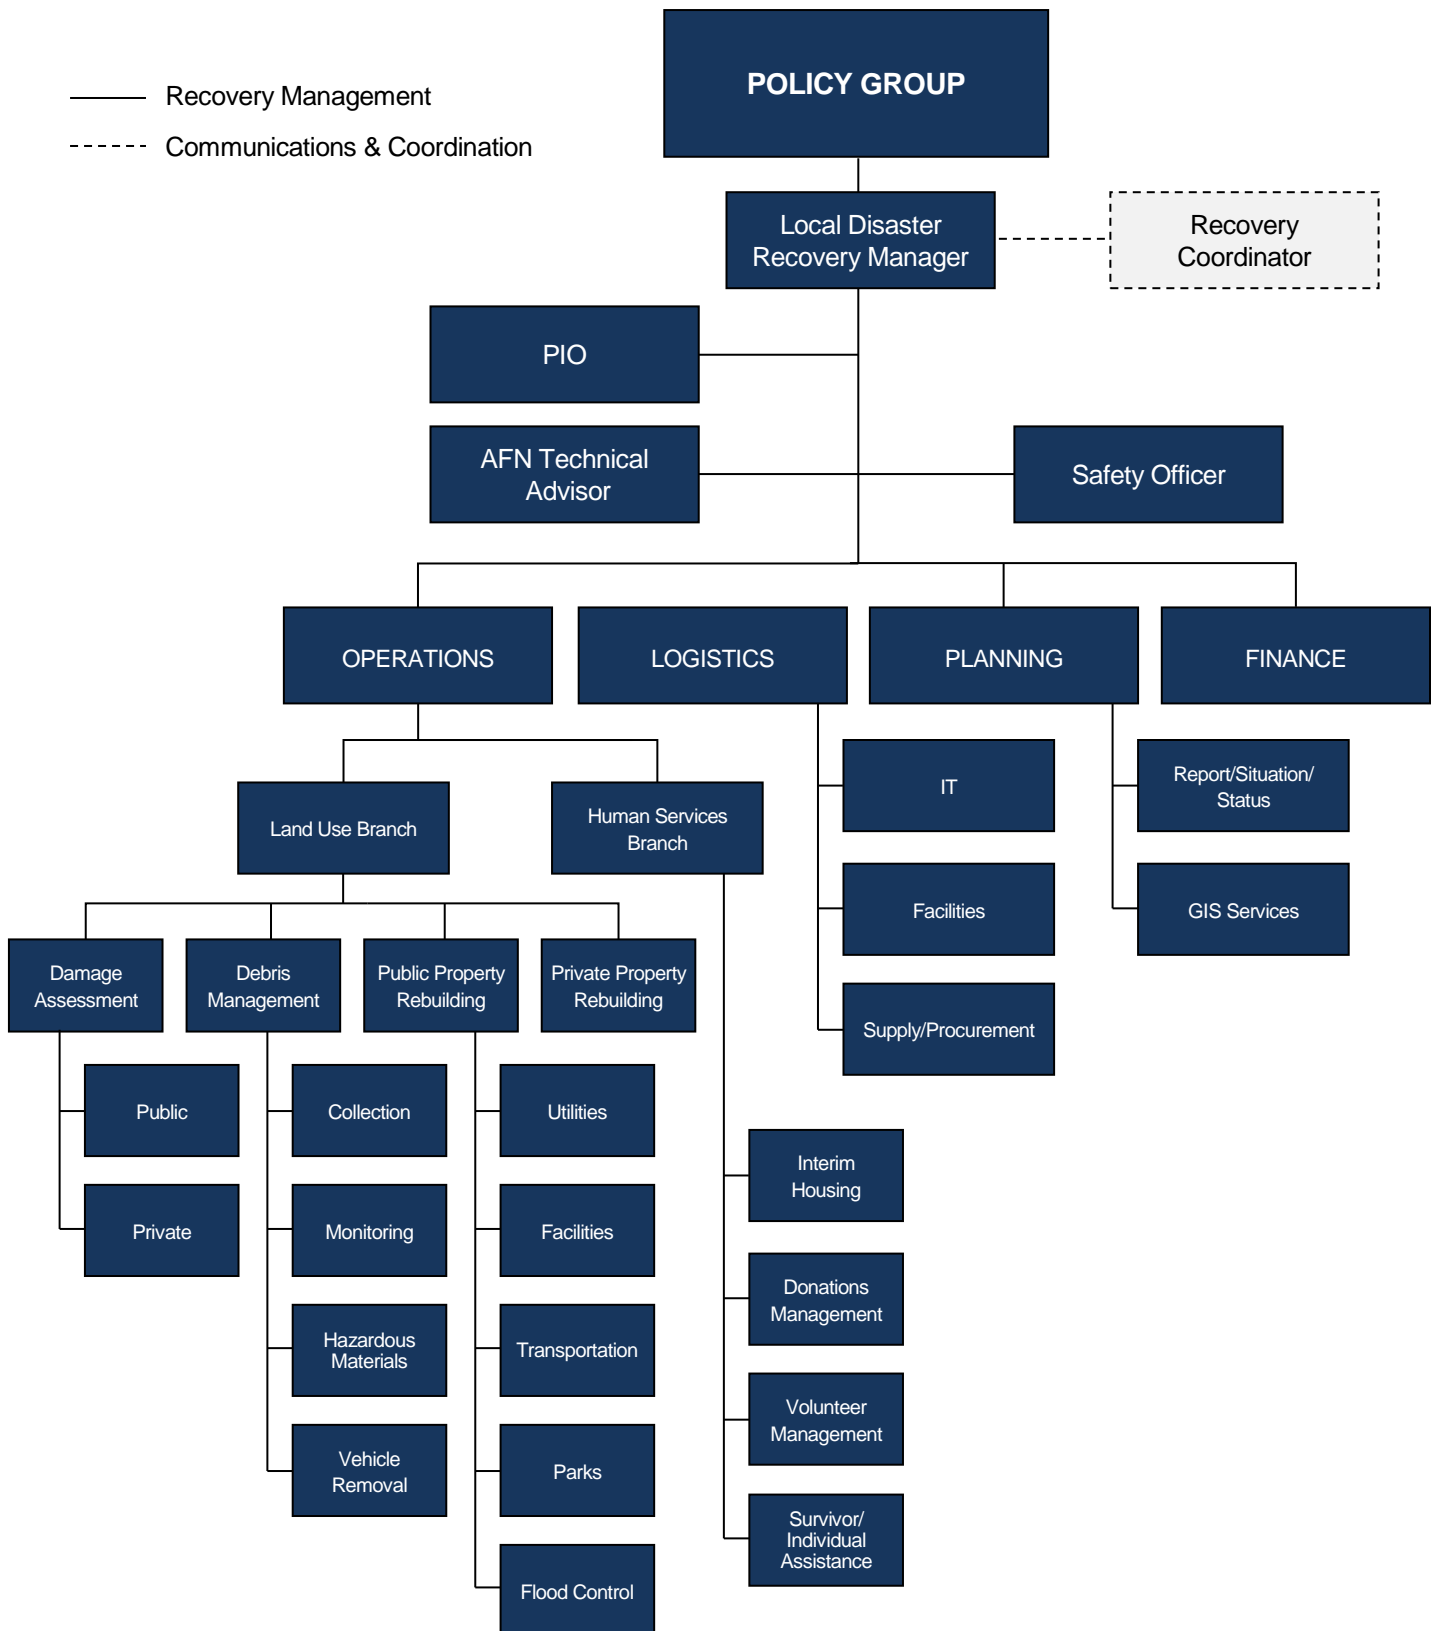 POLICY GROUP
Recovery Management
Communications & Coordination
Local Disaster
Recovery Manager
Recovery
Coordinator
PIO
AFN Technical
Advisor
Safety Officer
OPERATIONS
LOGISTICS
PLANNING
FINANCE
Land Use Branch
Human Services
Branch
IT
Report/Situation/
Status
Facilities
GIS Services
Supply/Procurement
Damage
Assessment
Debris
Management
Public Property
Rebuilding
Private Property
Rebuilding
Public
Private
Collection
Monitoring
Hazardous
Materials
Vehicle
Removal
Utilities
Facilities
Transportation
Parks
Flood Control
Interim
Housing
Donations
Management
Volunteer
Management
Survivor/
Individual
Assistance